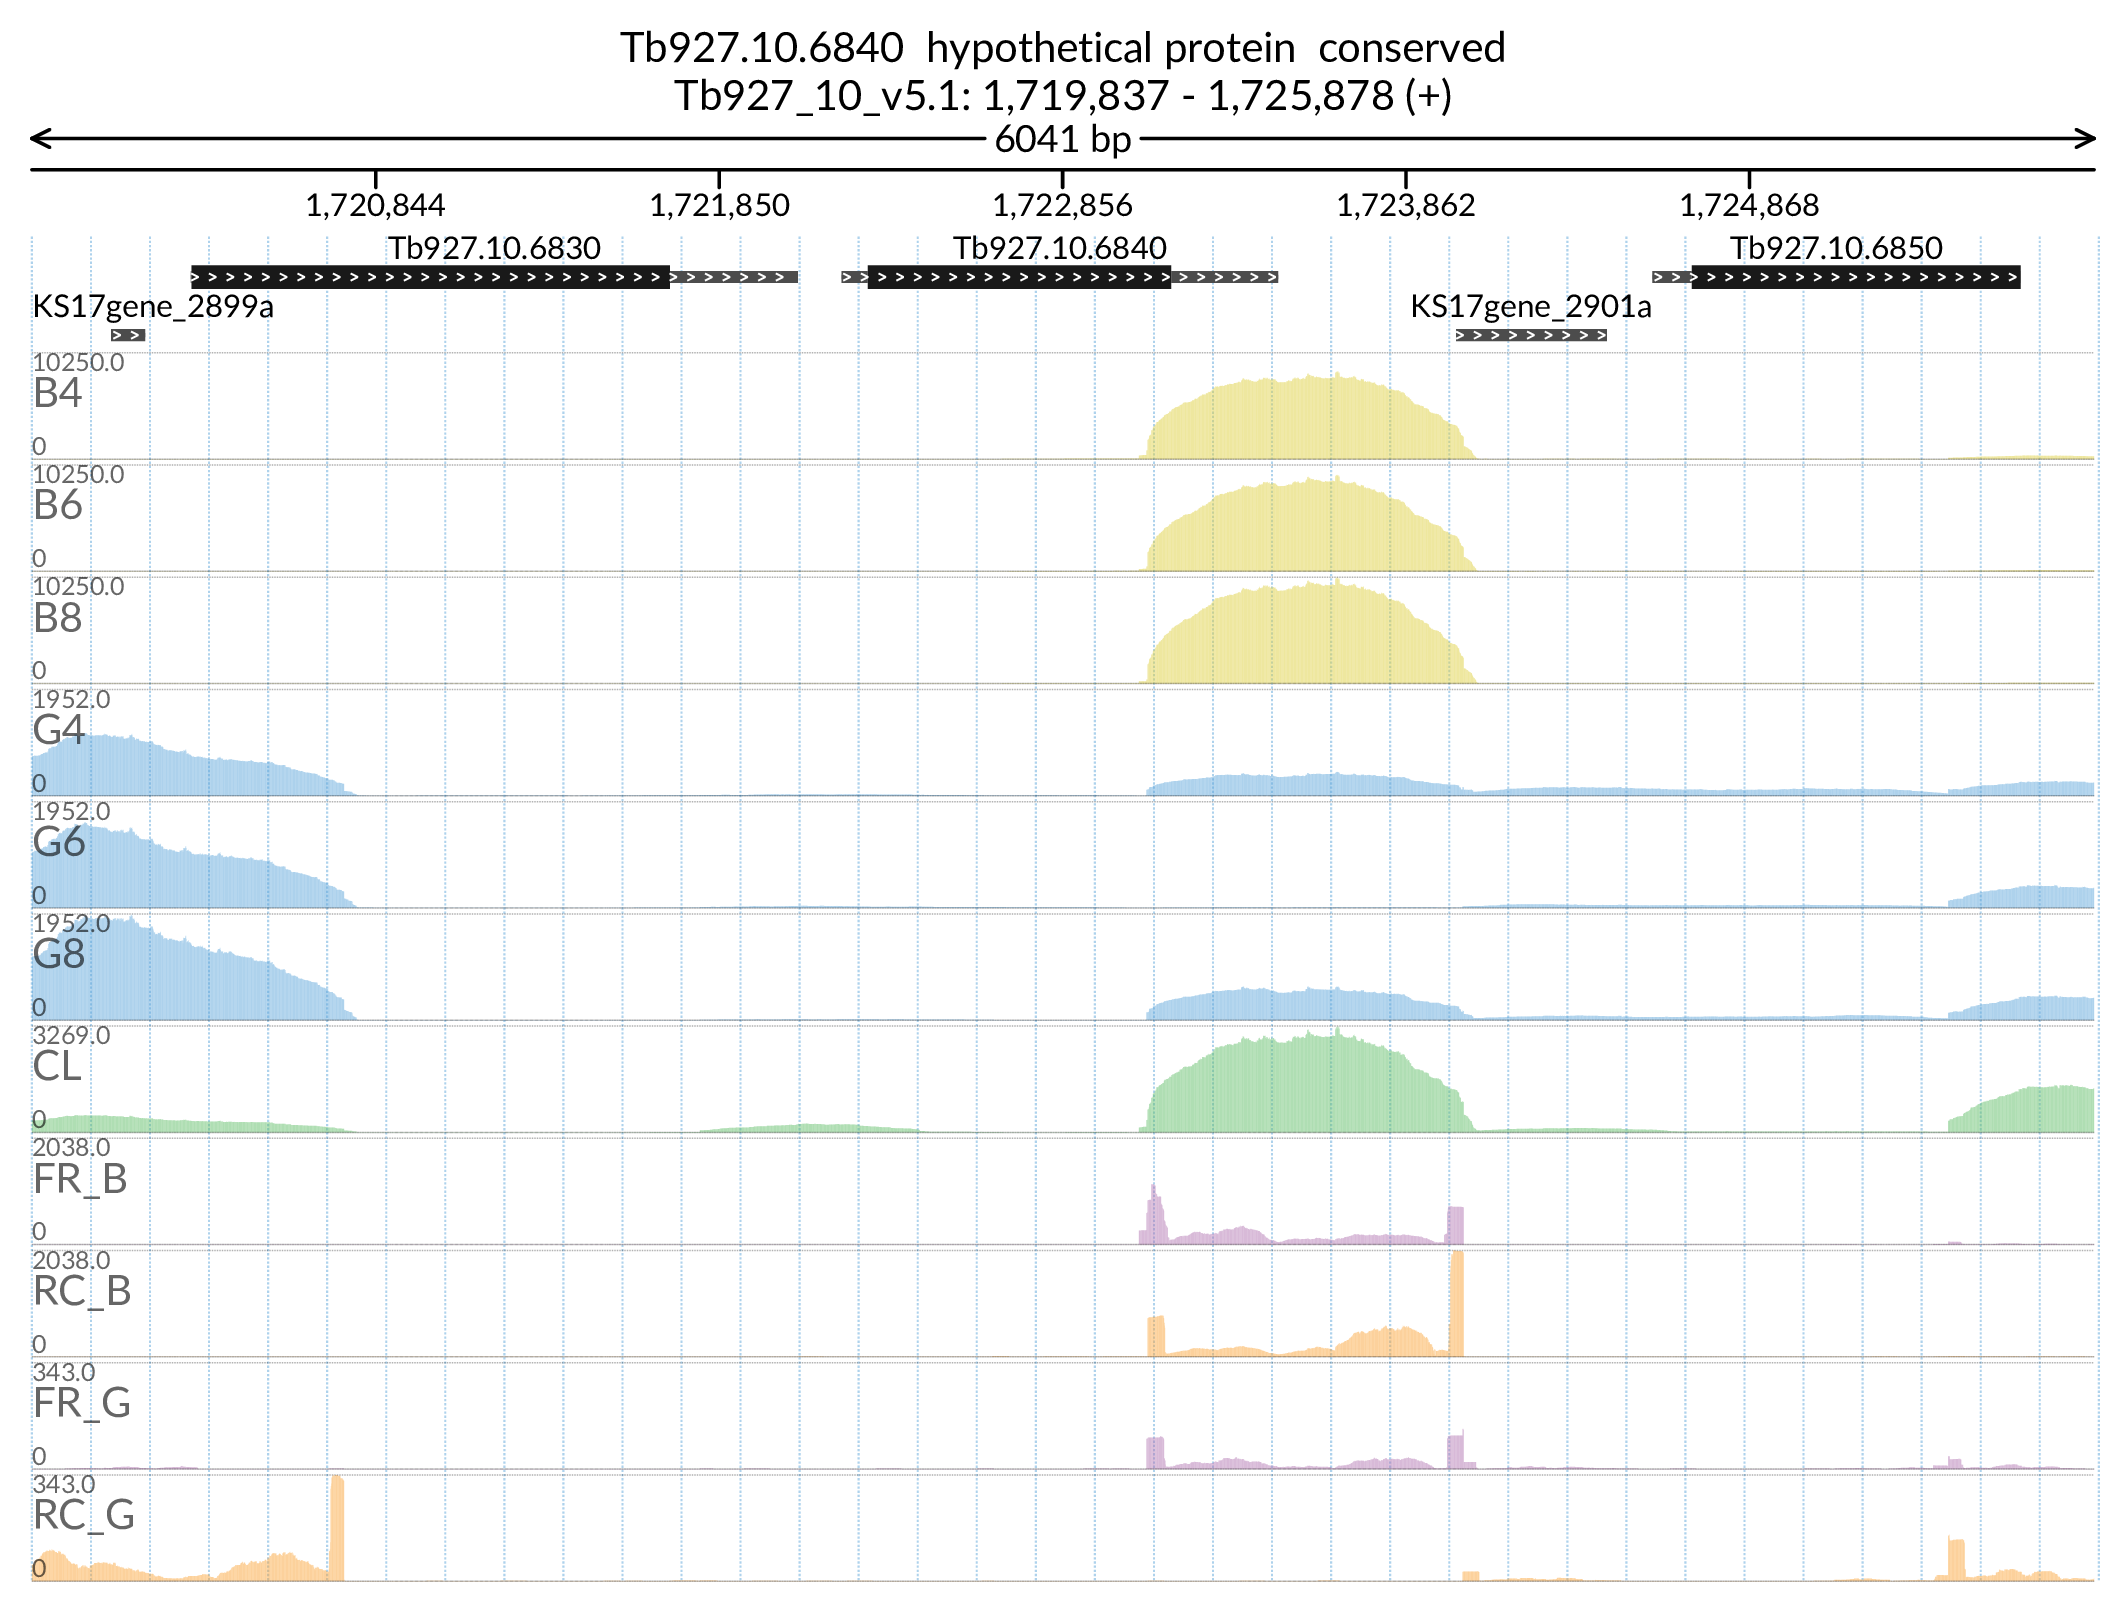 Tb927.10.6840  hypothetical protein  conserved
Tb927_10_v5.1: 1,719,837 - 1,725,878 (+)
6041 bp
1,720,844 1,721,850 1,722,856 1,723,862 1,724,868
Tb927.10.6830 Tb927.10.6840 Tb927.10.6850
KS17gene_2899a KS17gene_2901a
10250.0
B4
0
10250.0
B6
0
10250.0
B8
0
1952.0
G4
0
1952.0
G6
0
1952.0
G8
0
3269.0
CL
0
2038.0
FR_B
0
2038.0
RC_B
0
343.0
FR_G
0
343.0
RC_G
0